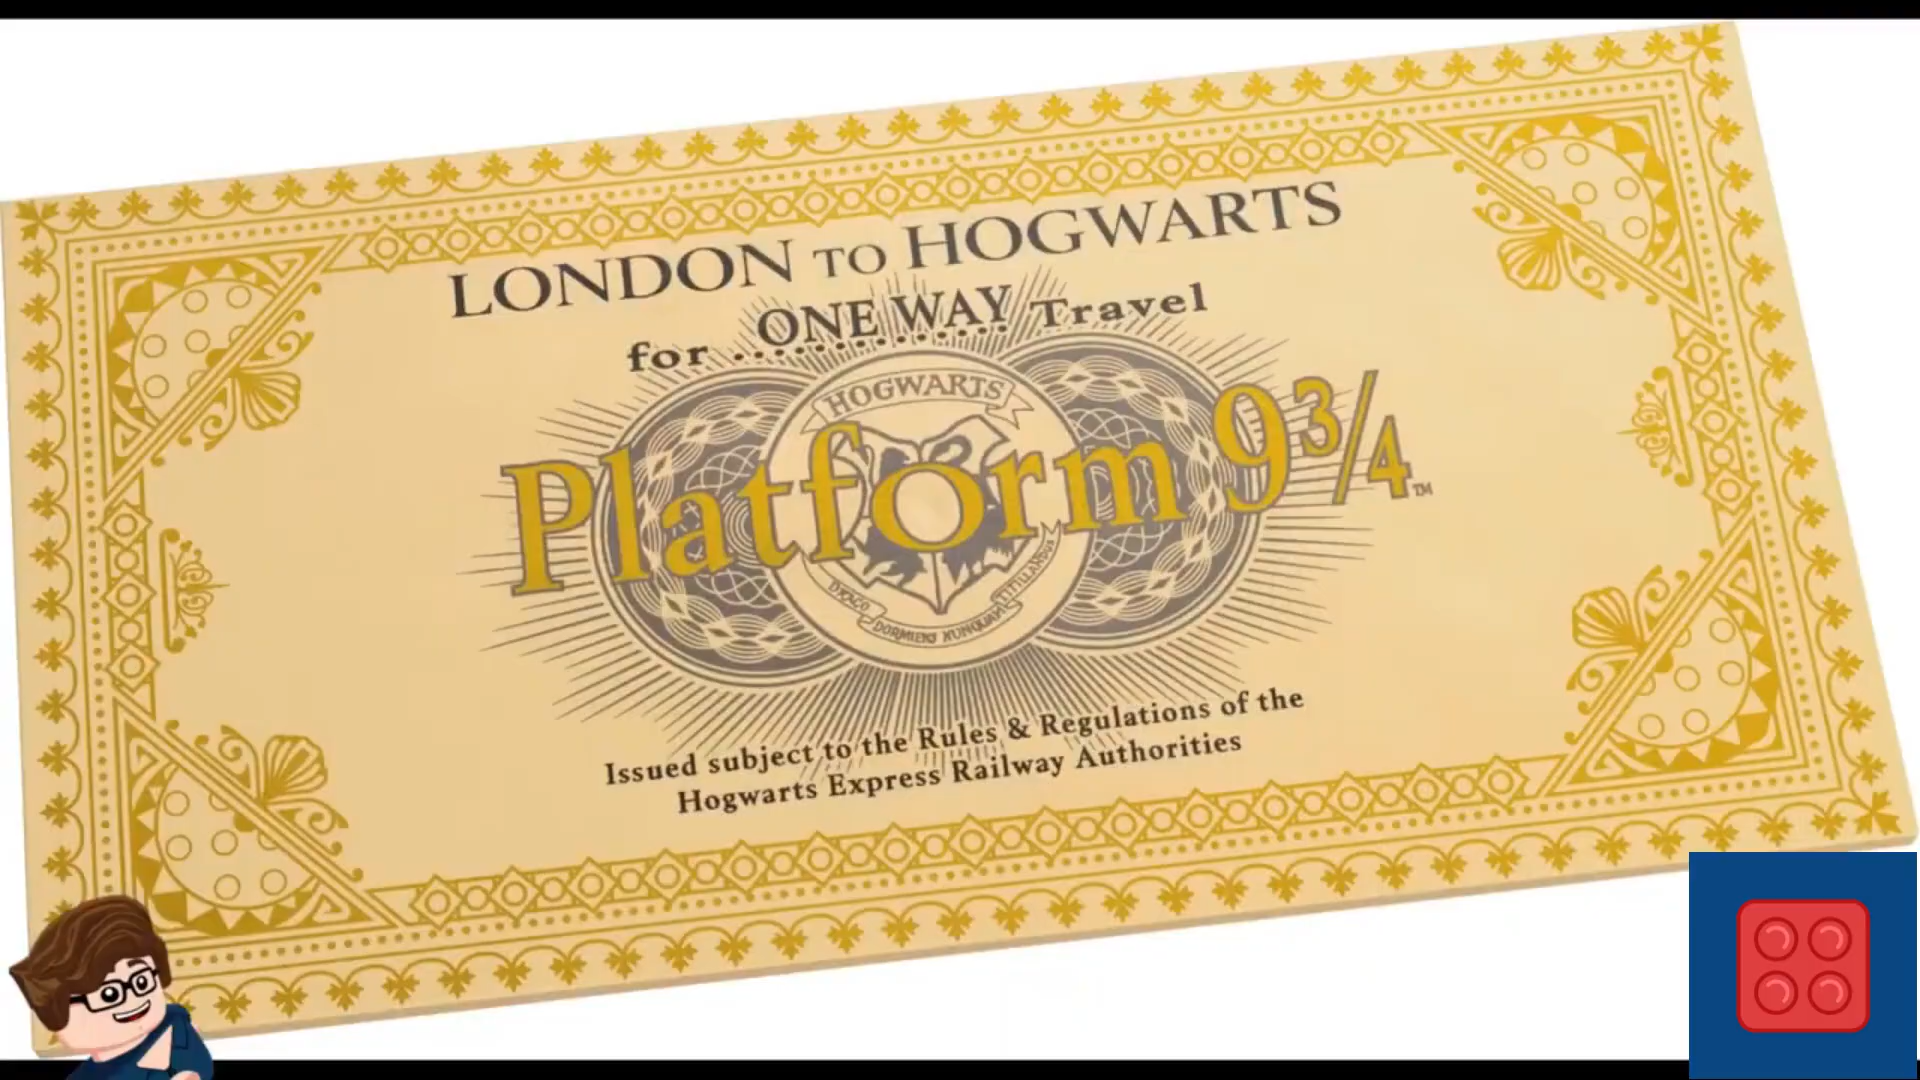 LONDON TO HOGWARTS
for ONE WAY Travel
HOGWARTS
Platform 9¾™
DRACO DORMIENS NUNQUAM TITILLANDUS
Issued subject to the Rules & Regulations of the
Hogwarts Express Railway Authorities